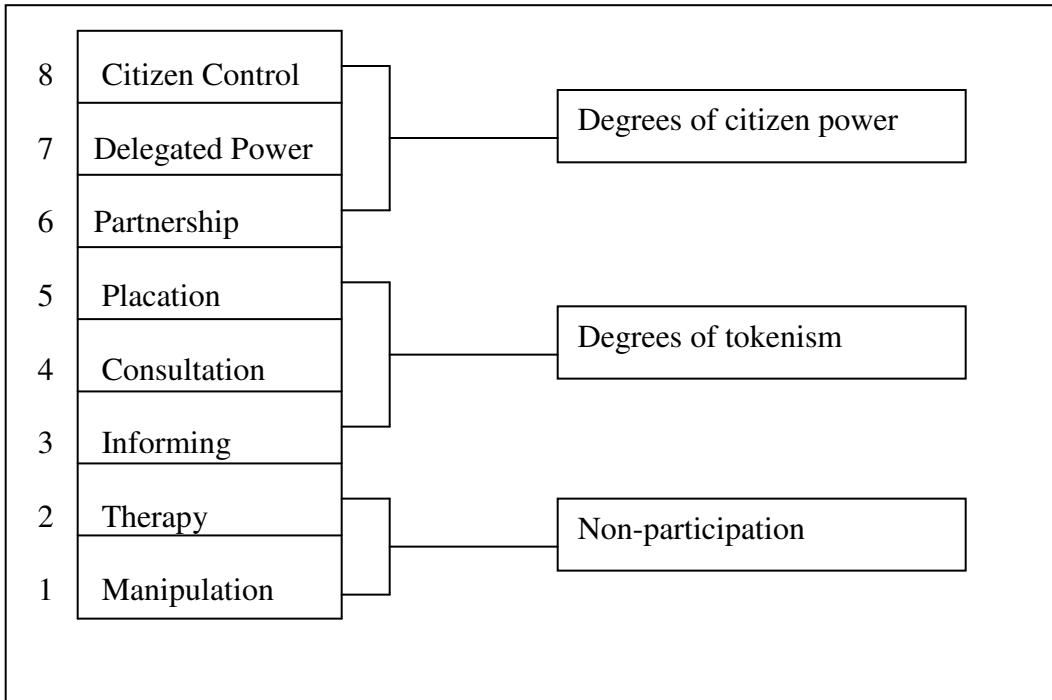 8 Citizen Control
7 Delegated Power
6 Partnership
5 Placation
4 Consultation
3 Informing
2 Therapy
1 Manipulation
Degrees of citizen power
Degrees of tokenism
Non-participation